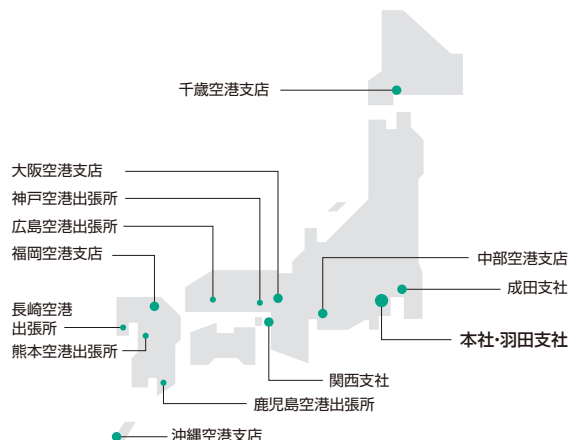 千歳空港支店
大阪空港支店
神戸空港出張所
広島空港出張所
福岡空港支店
長崎空港
出張所
熊本空港出張所
中部空港支店
成田支社
本社・羽田支社
関西支社
鹿児島空港出張所
沖縄空港支店